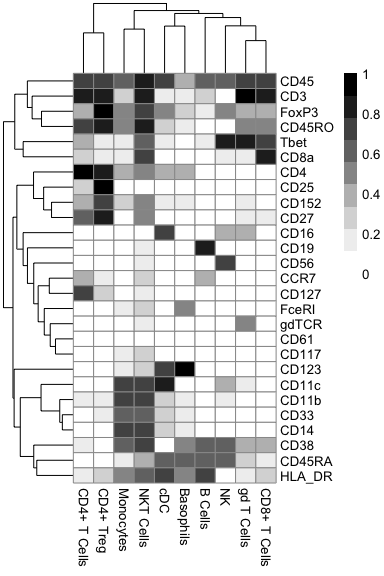 CD45
CD3
FoxP3
CD45RO
Tbet
CD8a
CD4
CD25
CD152
CD27
CD16
CD19
CD56
CCR7
CD127
FceRI
gdTCR
CD61
CD117
CD123
CD11c
CD11b
CD33
CD14
CD38
CD45RA
HLA_DR
1
0.8
0.6
0.4
0.2
0
CD4+ T Cells
CD4+ Treg
Monocytes
NKT Cells
cDC
Basophils
B Cells
NK
gd T Cells
CD8+ T Cells